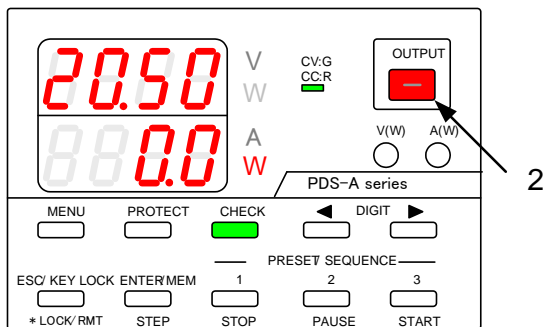 20.50
V
W
CV:G
CC:R
OUTPUT
0.0
A
W
V(W) A(W)
2
PDS-A series
MENU PROTECT CHECK ◀ DIGIT ▶
PRESET/ SEQUENCE
ESC/ KEY LOCK ENTER/MEM 1 2 3
* LOCK/ RMT STEP STOP PAUSE START